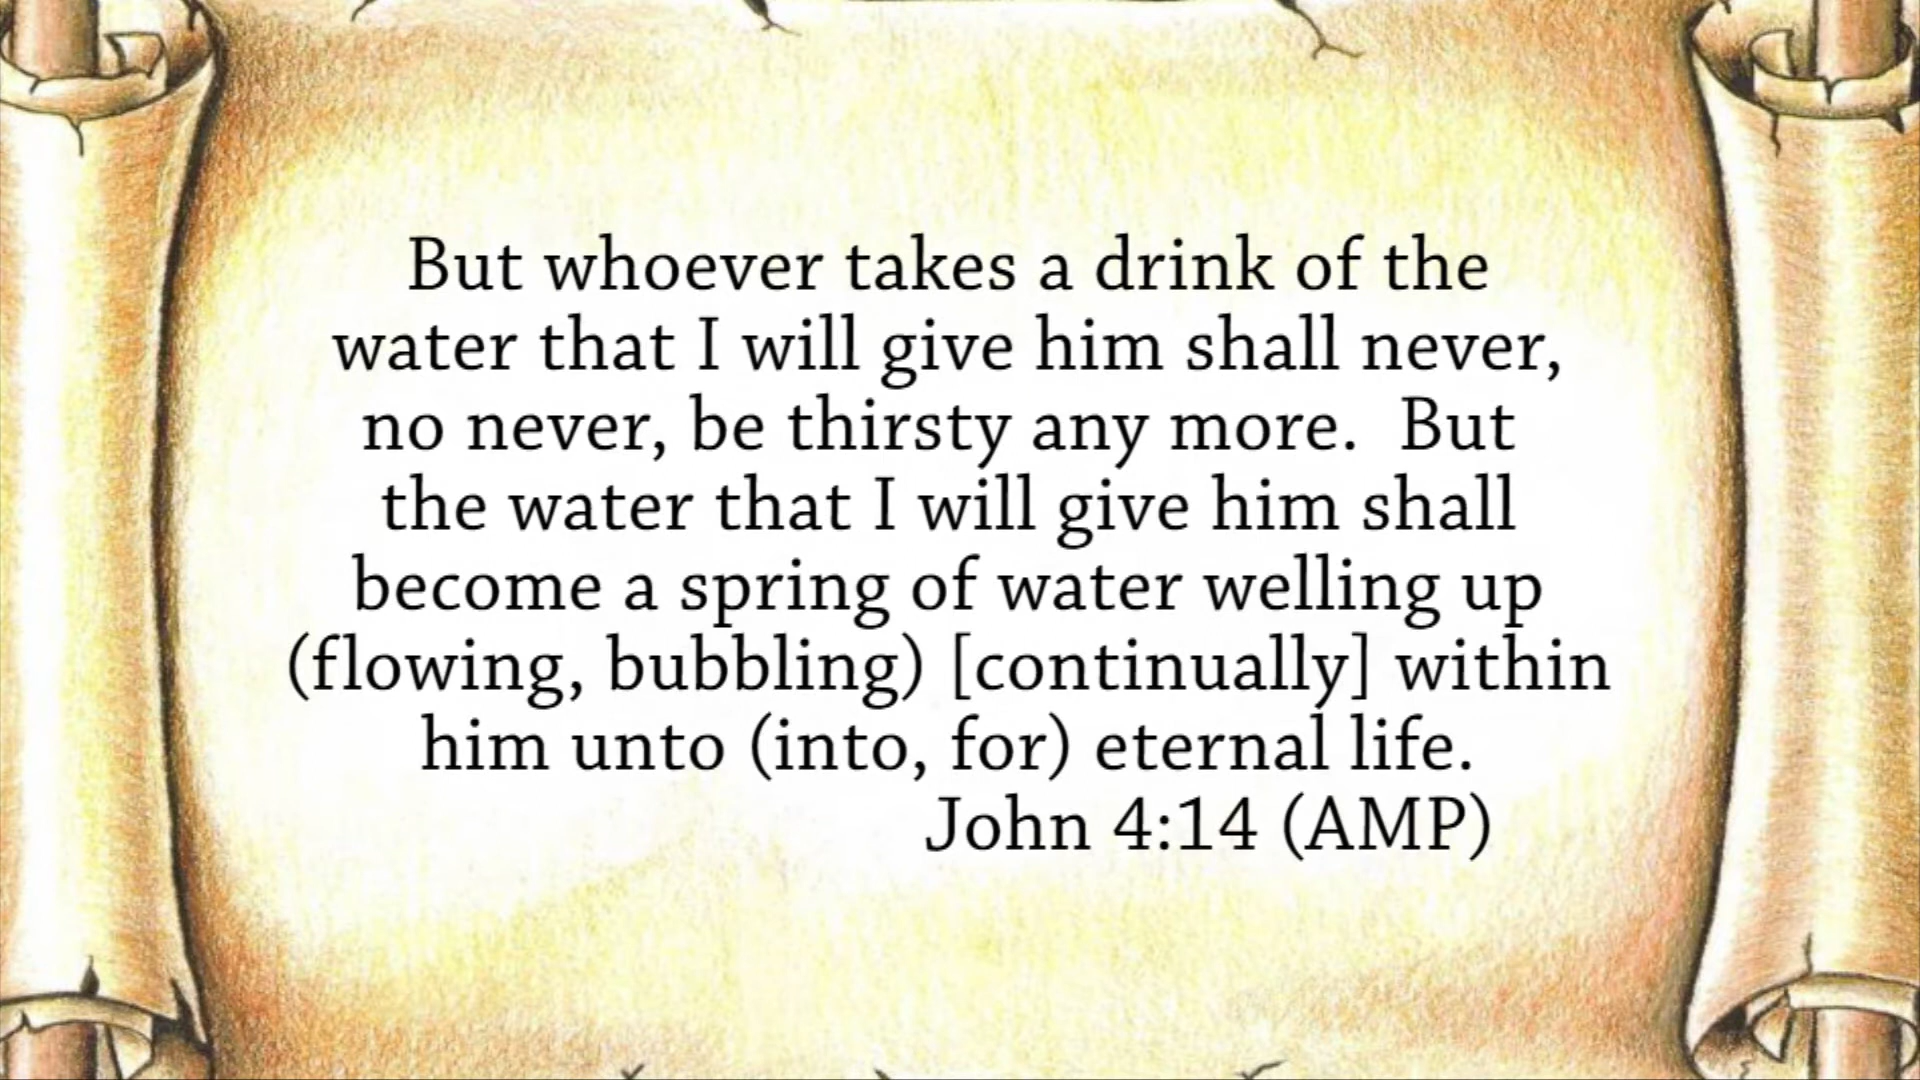 But whoever takes a drink of the
water that I will give him shall never,
no never, be thirsty any more.  But
the water that I will give him shall
become a spring of water welling up
(flowing, bubbling) [continually] within
him unto (into, for) eternal life.
John 4:14 (AMP)